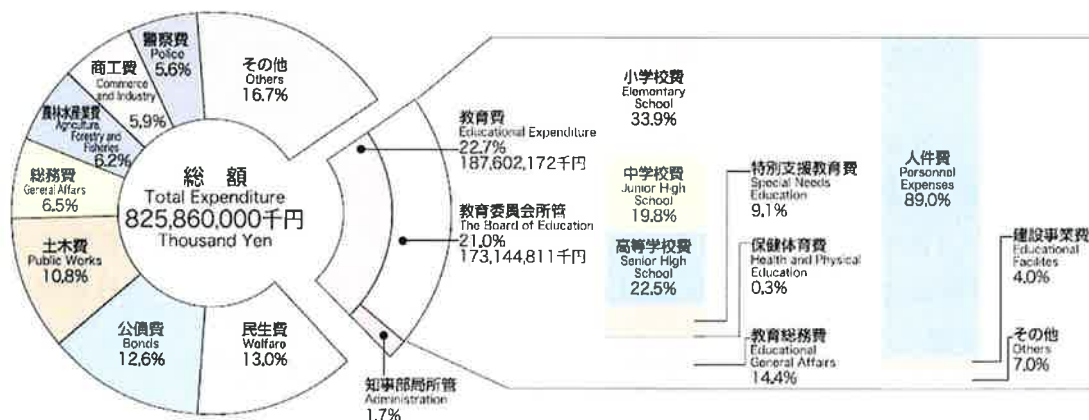 警察費
Police
5.6%
商工費
Commerce
and Industry
5.9%
農林水産業費
Agriculture,
Forestry and
Fisheries
6.2%
総務費
General Affars
6.5%
土木費
Public Works
10.8%
公債費
Bonds
12.6%
民生費
Welfare
13.0%
その他
Others
16.7%
総 額
Total Expenditure
825,860,000千円
Thousand Yen
教育費
Educational Expenditure
22.7%
187,602,172千円
教育委員会所管
The Board of Education
21.0%
173,144,811千円
知事部局所管
Administration
1.7%
小学校費
Elementary
School
33.9%
中学校費
Junior High
School
19.8%
高等学校費
Senior High
School
22.5%
特別支援教育費
Special Needs
Education
9.1%
保健体育費
Health and Physical
Education
0.3%
教育総務費
Educational
General Affairs
14.4%
人件費
Personnel
Expenses
89.0%
建設事業費
Educational
Facilites
4.0%
その他
Others
7.0%